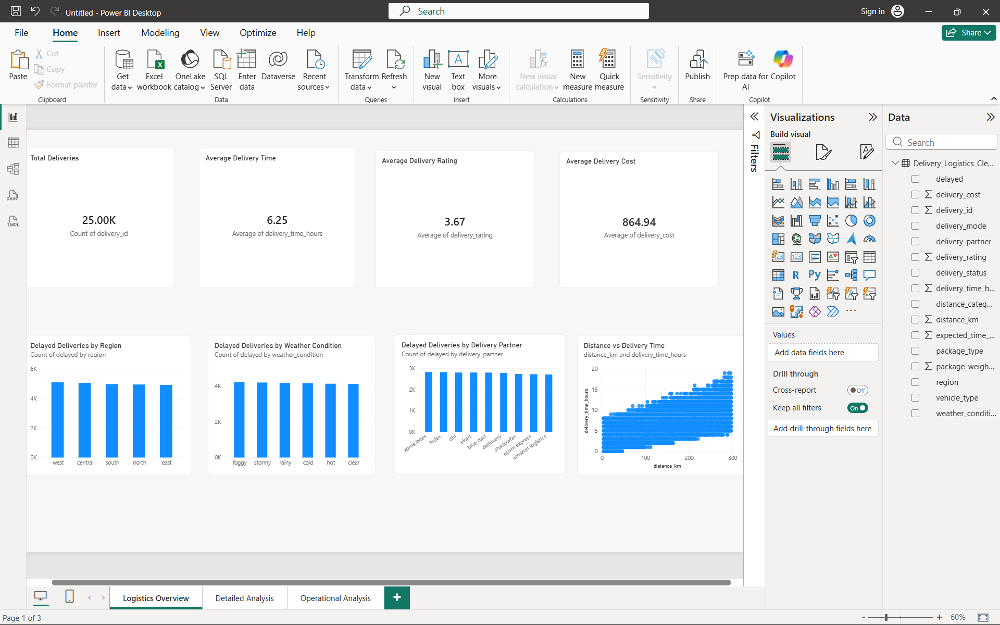 Untitled - Power BI Desktop
Search
Sign in
File
Home
Insert
Modeling
View
Optimize
Help
Share
Paste
Cut
Copy
Format painter
Clipboard
Get data
Excel workbook
OneLake catalog
SQL Server
Enter data
Dataverse
Recent sources
Data
Transform data
Refresh
Queries
New visual
Text box
More visuals
Insert
New visual calculation
New measure
Quick measure
Calculations
Sensitivity
Sensitivity
Publish
Share
Prep data for AI
Copilot
Copilot
DAX
TMDL
Total Deliveries
25.00K
Count of delivery_id
Average Delivery Time
6.25
Average of delivery_time_hours
Average Delivery Rating
3.67
Average of delivery_rating
Average Delivery Cost
864.94
Average of delivery_cost
Delayed Deliveries by Region
Count of delayed by region
6K
4K
2K
0K
west central south north east
Delayed Deliveries by Weather Condition
Count of delayed by weather_condition
4K
2K
0K
foggy stormy rainy cold hot clear
Delayed Deliveries by Delivery Partner
Count of delayed by delivery_partner
3K
2K
1K
0K
xpressbees fedex dhl ekart blue dart delhivery shadowfax ecom express amazon logistics
Distance vs Delivery Time
distance_km and delivery_time_hours
delivery_time_hours
20
15
10
5
0
0 100 200 300
distance_km
Filters
Visualizations
Build visual
123
123
R
Py
...
Values
Add data fields here
Drill through
Cross-report
Off
Keep all filters
On
Add drill-through fields here
Data
Search
Delivery_Logistics_Cle...
delayed
delivery_cost
delivery_id
delivery_mode
delivery_partner
delivery_rating
delivery_status
delivery_time_h...
distance_categ...
distance_km
expected_time_...
package_type
package_weigh...
region
vehicle_type
weather_conditi...
Logistics Overview
Detailed Analysis
Operational Analysis
Page 1 of 3
60%